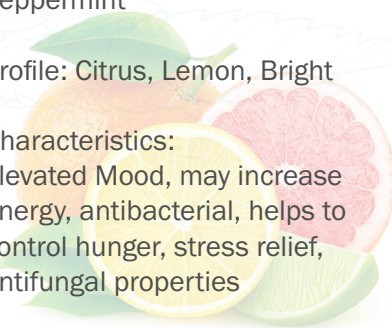 eppermint
rofile: Citrus, Lemon, Bright
haracteristics:
levated Mood, may increase
nergy, antibacterial, helps to
ontrol hunger, stress relief,
ntifungal properties